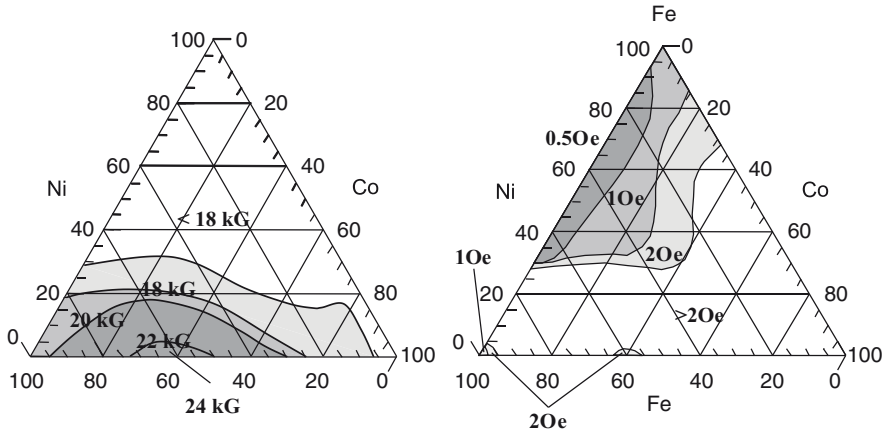 100 0
80 20
60 40
Ni Co
< 18 kG
40 60
18 kG
20 80
20 kG
22 kG
0 100
100 80 60 40 20 0
24 kG
Fe
100 0
80 20
0.5Oe
60 40
Ni Co
1Oe
40 60
1Oe 2Oe
20 80
>2Oe
0 100
100 80 60 40 20 0
Fe
2Oe